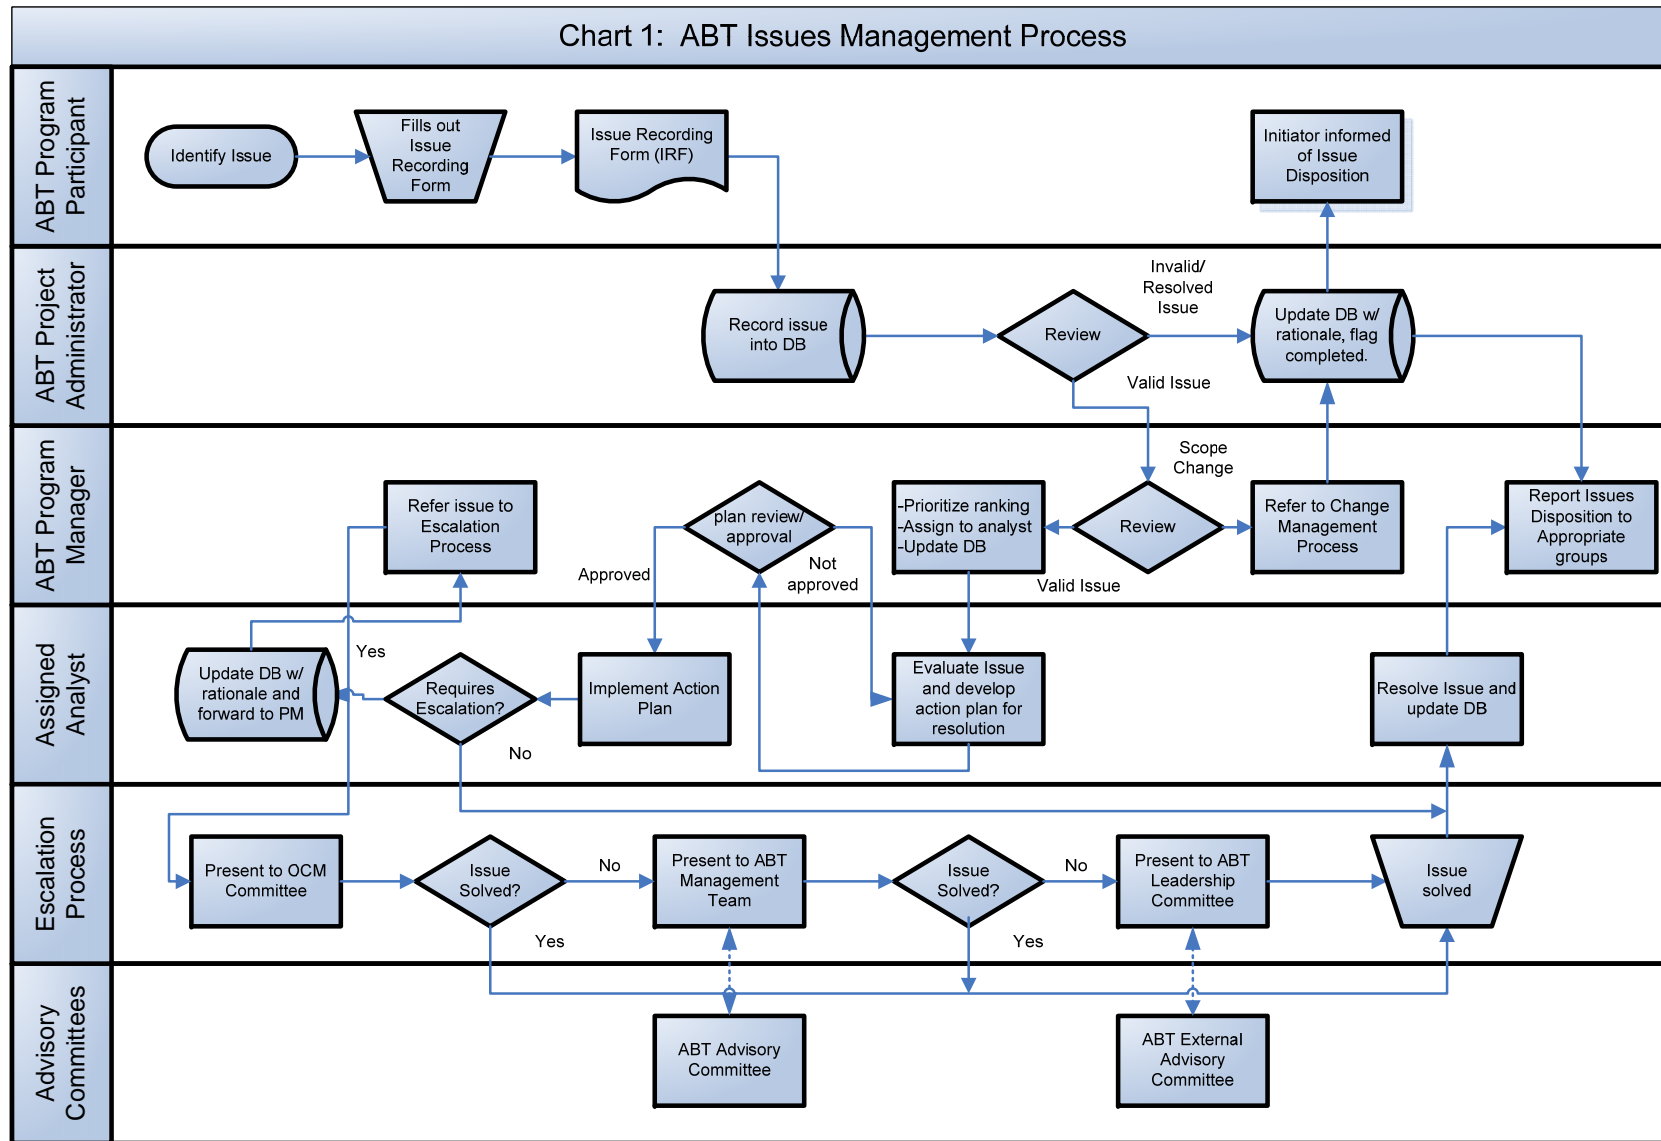 Chart 1:  ABT Issues Management Process
ABT Program
Participant
Identify Issue
Fills out
Issue
Recording
Form
Issue Recording
Form (IRF)
Initiator informed
of Issue
Disposition
ABT Project
Administrator
Record issue
into DB
Review
Invalid/
Resolved
Issue
Valid Issue
Update DB w/
rationale, flag
completed.
ABT Program
Manager
Refer issue to
Escalation
Process
Approved
plan review/
approval
Not
approved
-Prioritize ranking
-Assign to analyst
-Update DB
Valid Issue
Review
Scope
Change
Refer to Change
Management
Process
Report Issues
Disposition to
Appropriate
groups
Assigned
Analyst
Update DB w/
rationale and
forward to PM
Yes
Requires
Escalation?
No
Implement Action
Plan
Evaluate Issue
and develop
action plan for
resolution
Resolve Issue and
update DB
Escalation
Process
Present to OCM
Committee
Issue
Solved?
No
Yes
Present to ABT
Management
Team
Issue
Solved?
No
Yes
Present to ABT
Leadership
Committee
Issue
solved
Advisory
Committees
ABT Advisory
Committee
ABT External
Advisory
Committee